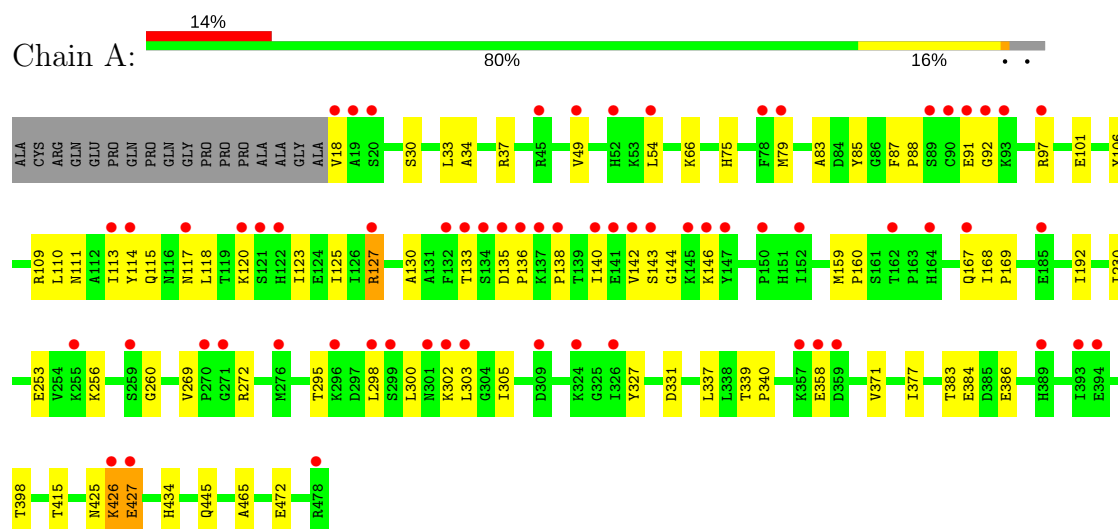 14%
Chain A:
80% 16% • •
ALA CYS ARG GLN GLU PRO GLN PRO GLN GLY PRO PRO PRO ALA ALA GLY ALA V18 A19 S20 S30 L33 A34 R37 R45 V49 H52 K53 L54 K66 H75 F78 M79 A83 D84 Y85 G86 F87 P88 S89 C90 E91 G92 K93 R97 E101 Y106
R109 L110 N111 A112 I113 Y114 Q115 N116 N117 L118 T119 K120 S121 H122 I123 E124 I125 I126 R127 A130 A131 F132 T133 S134 D135 P136 K137 P138 T139 I140 E141 V142 S143 G144 K145 K146 Y147 P150 H151 I152 M159 P160 S161 T162 P163 H164 Q167 I168 P169 E185 I192 I230
E253 V254 K255 K256 S259 G260 V269 P270 G271 R272 M276 T295 K296 D297 L298 S299 L300 N301 K302 L303 G304 I305 D309 K324 G325 I326 Y327 D331 L337 L338 T339 P340 K357 E358 D359 V371 I377 T383 E384 D385 E386 H389 I393 E394
T398 T415 N425 K426 E427 H434 Q445 A465 E472 R478